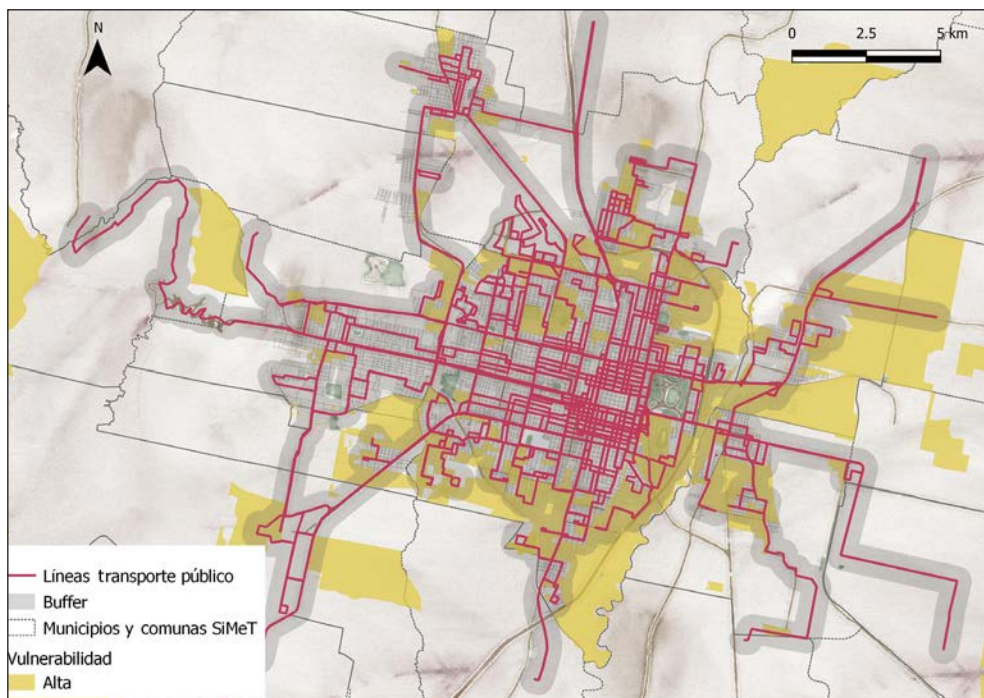 N
0 2.5 5 km
Líneas transporte público
Buffer
Municipios y comunas SiMeT
Vulnerabilidad
Alta